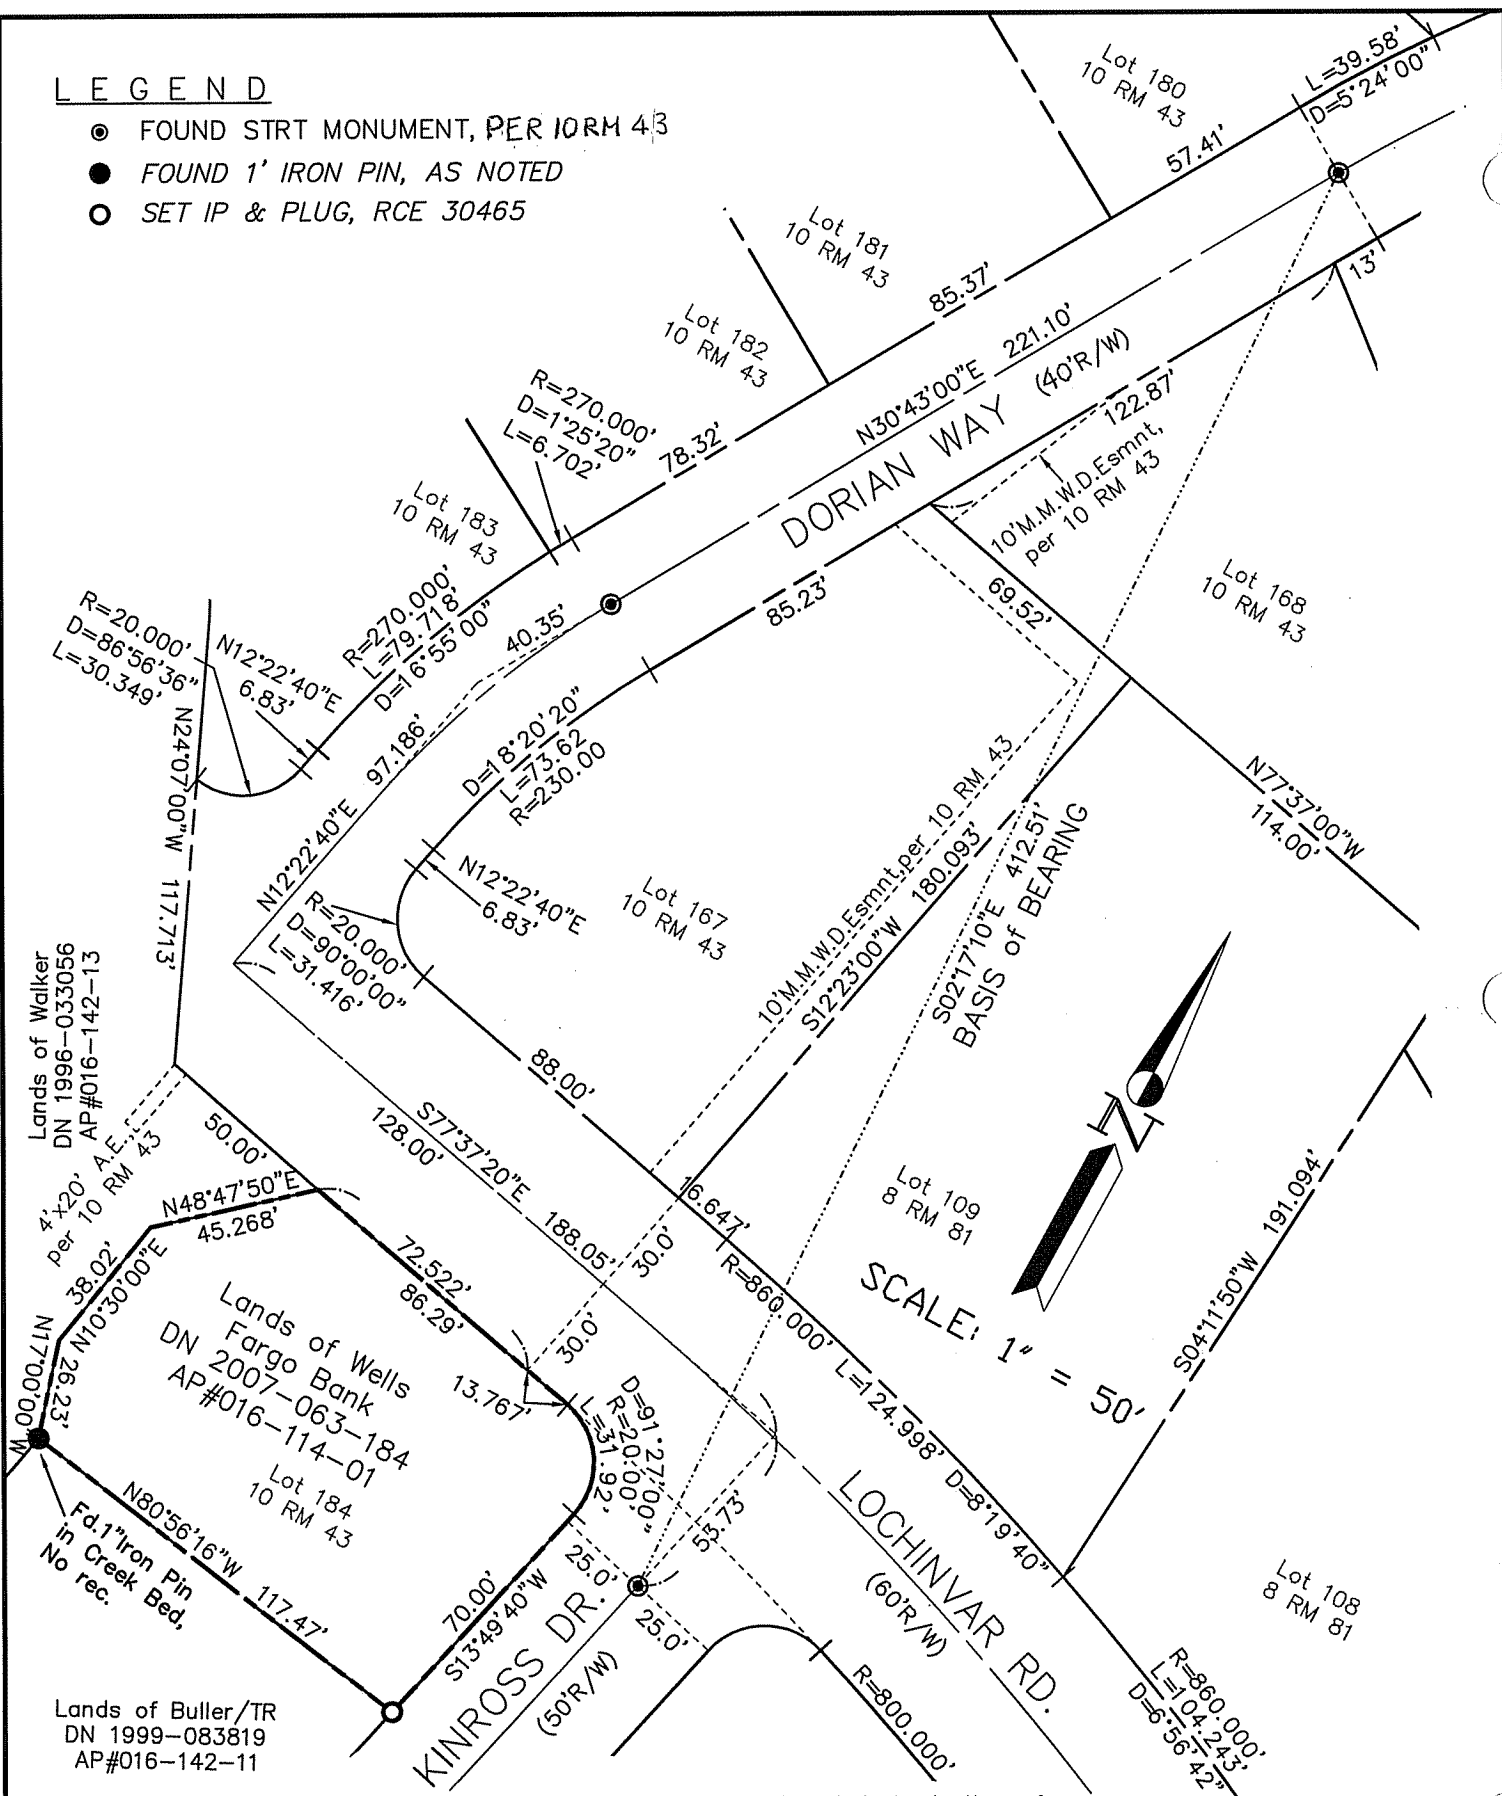 LEGEND
FOUND STRT MONUMENT, PER 10RM 43
FOUND 1' IRON PIN, AS NOTED
SET IP & PLUG, RCE 30465
Lot 180
10 RM 43
L=39.58'
D=5°24'00"
57.41'
Lot 181
10 RM 43
85.37'
13'
Lot 182
10 RM 43
R=270.000'
D=1°25'20"
L=6.702'
78.32'
N30°43'00"E 221.10'
(40'R/W)
DORIAN WAY
122.87'
10'M.M.W.D.Esmnt,
per 10 RM 43
Lot 183
10 RM 43
R=270.000'
L=79.718'
D=16°55'00"
40.35'
85.23'
69.52'
Lot 168
10 RM 43
R=20.000'
D=86°56'36"
L=30.349'
N12°22'40"E
6.83'
N24°07'00"W 117.713'
97.186'
N12°22'40"E
D=18°20'20"
L=73.62
R=230.00
N12°22'40"E
6.83'
R=20.000'
D=90°00'00"
L=31.416'
Lot 167
10 RM 43
10'M.M.W.D.Esmnt,per 10 RM 43
S12°23'00"W 180.093'
S02°17'10"E 412.51'
BASIS of BEARING
N77°37'00"W
114.00'
Lands of Walker
DN 1996-033056
AP#016-142-13
88.00'
S77°37'20"E
128.00'
188.05'
50.00'
4'x20' A.E.
per 10 RM 43
N48°47'50"E
45.268'
38.02'
N10°30'00"E
N17°00'00"W
26.23'
72.522'
86.29'
13.767'
30.0'
30.0'
16.647'
R=860.000' L=124.998' D=8°19'40"
Lot 109
8 RM 81
N
SCALE: 1" = 50'
S04°11'50"W 191.094'
Lands of Wells
Fargo Bank
DN 2007-063-184
AP#016-114-01
Lot 184
10 RM 43
D=91°27'00"
R=20.00'
L=31.92'
Fd.1"Iron Pin
in Creek Bed,
No rec.
N80°56'16"W 117.47'
70.00'
S13°49'40"W
25.0'
25.0'
53.73'
KINROSS DR.
(50'R/W)
LOCHINVAR RD.
(60'R/W)
R=800.000'
Lot 108
8 RM 81
R=860.000'
L=104.243'
D=6°56'42"
Lands of Buller/TR
DN 1999-083819
AP#016-142-11